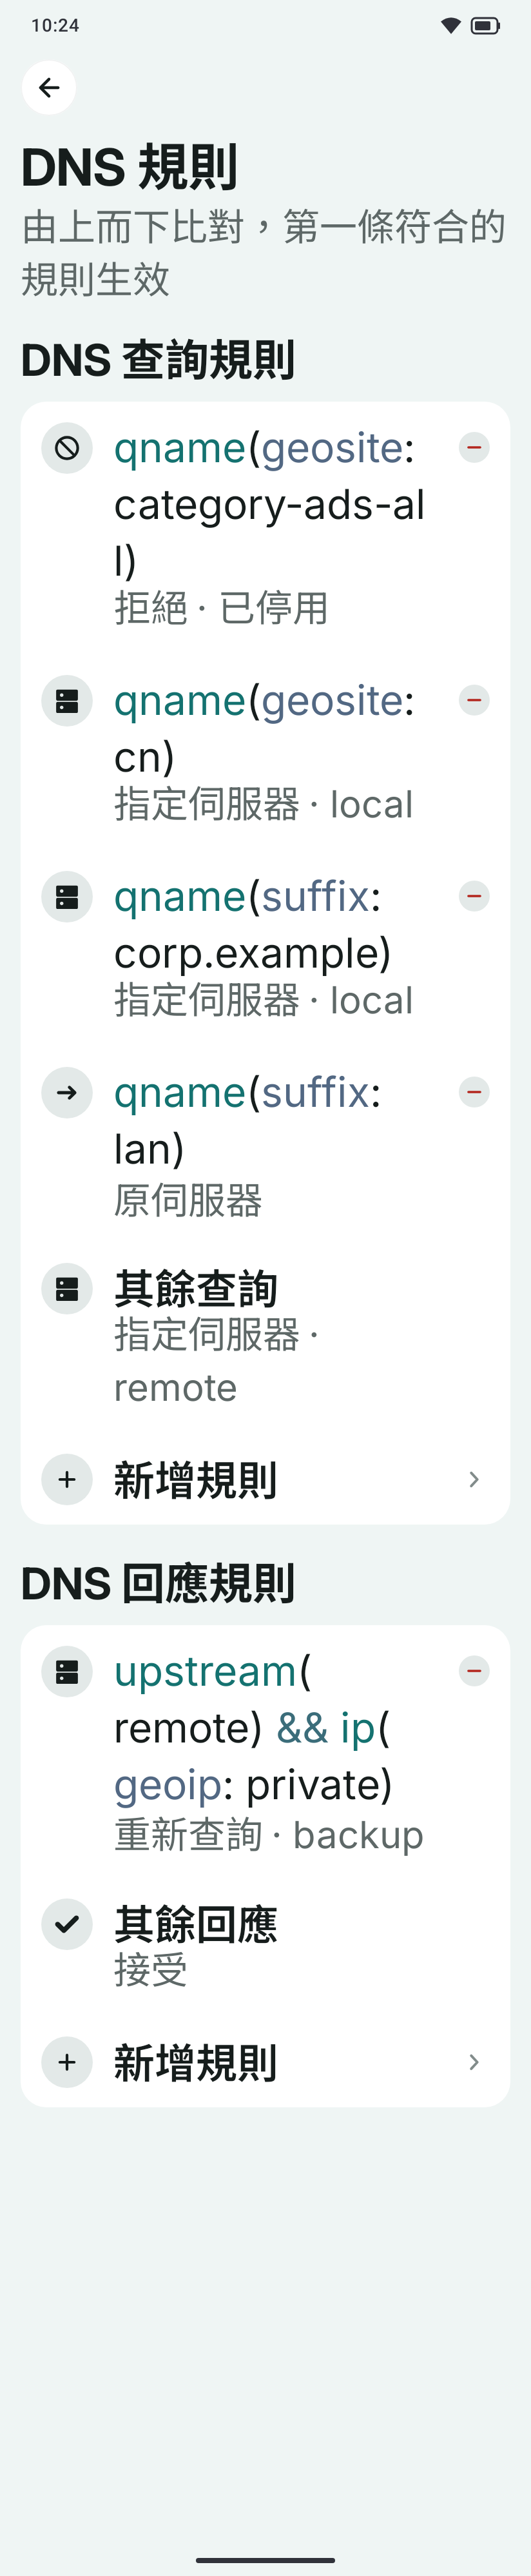 10:24
DNS 規則
由上而下比對，第一條符合的
規則生效
DNS 查詢規則
qname(geosite:
category-ads-al
l)
拒絕 · 已停用
qname(geosite:
cn)
指定伺服器 · local
qname(suffix:
corp.example)
指定伺服器 · local
qname(suffix:
lan)
原伺服器
其餘查詢
指定伺服器 ·
remote
新增規則
DNS 回應規則
upstream(
remote) && ip(
geoip: private)
重新查詢 · backup
其餘回應
接受
新增規則